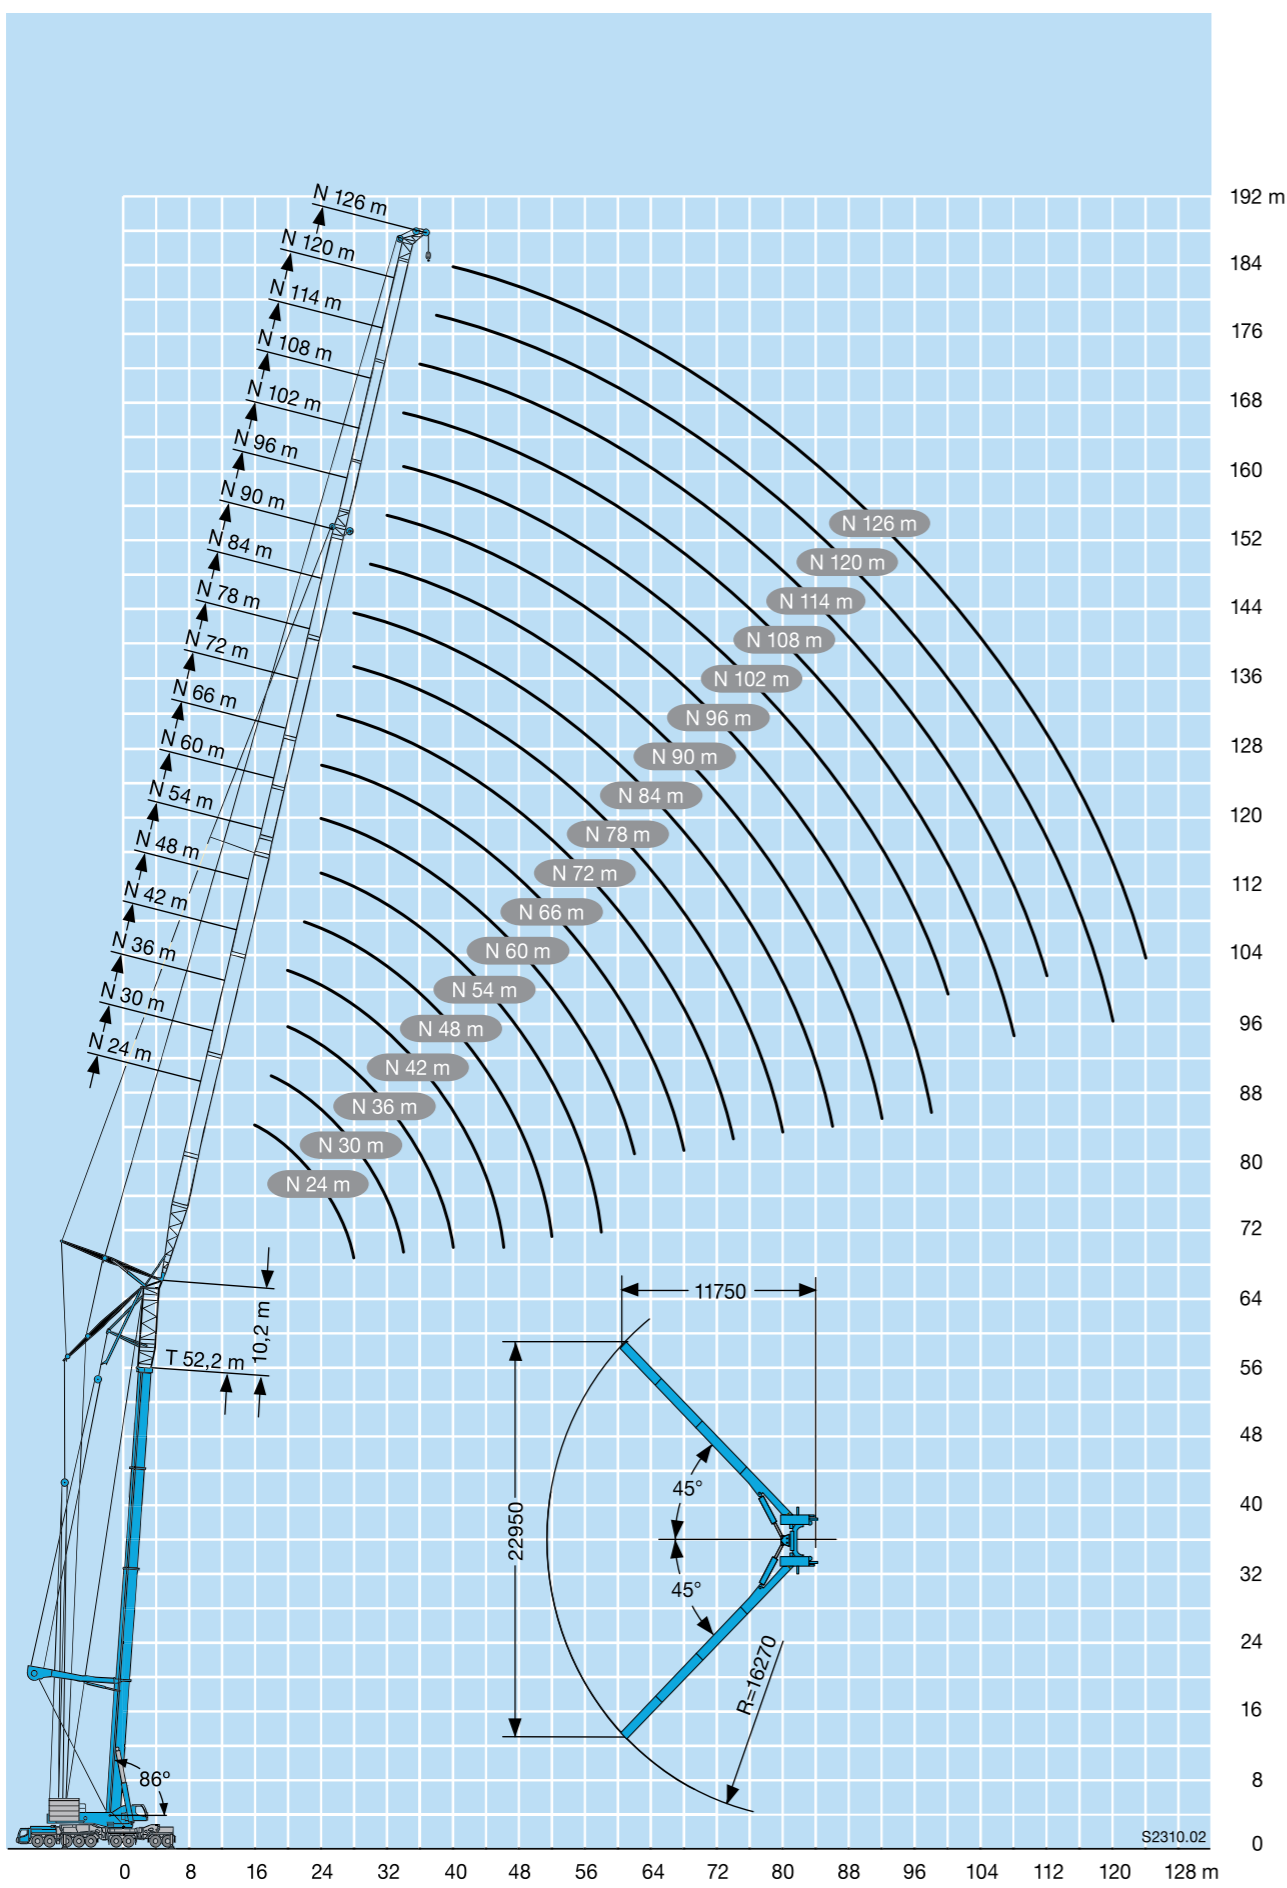 192 m
N 126 m
184
N 120 m
N 114 m
176
N 108 m
168
N 102 m
N 96 m
160
N 90 m
N 126 m
152
N 84 m
N 120 m
N 78 m
N 114 m
144
N 72 m
N 108 m
136
N 66 m
N 102 m
N 96 m
128
N 60 m
N 90 m
N 54 m
N 84 m
120
N 48 m
N 78 m
N 42 m
N 72 m
112
N 36 m
N 66 m
N 60 m
104
N 30 m
N 54 m
N 24 m
N 48 m
96
N 42 m
N 36 m
88
N 30 m
80
N 24 m
72
11750
64
10,2 m
T 52,2 m
56
48
45°
40
22950
32
45°
24
R=16270
16
86°
8
S2310.02
0
0 8 16 24 32 40 48 56 64 72 80 88 96 104 112 120 128 m